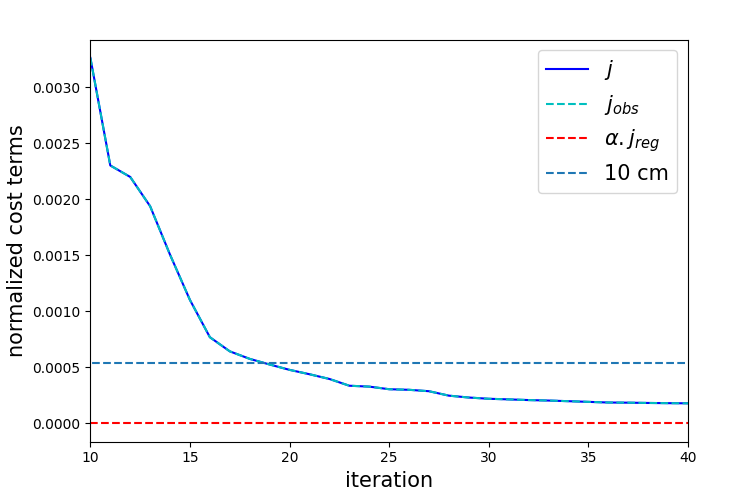 j
j_obs
α.j_reg
10 cm
normalized cost terms
0.0030
0.0025
0.0020
0.0015
0.0010
0.0005
0.0000
10 15 20 25 30 35 40
iteration